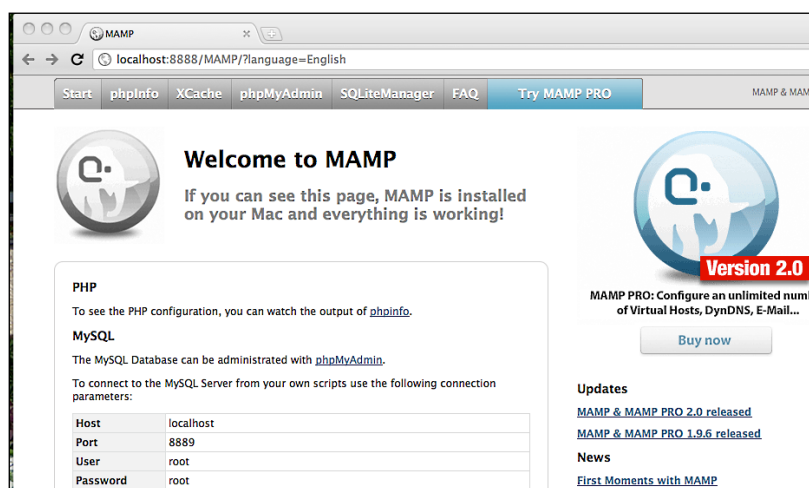 MAMP
localhost:8888/MAMP/?language=English
Start phpInfo XCache phpMyAdmin SQLiteManager FAQ Try MAMP PRO
MAMP & MAM
Welcome to MAMP
If you can see this page, MAMP is installed
on your Mac and everything is working!
PHP
To see the PHP configuration, you can watch the output of phpinfo.
MySQL
The MySQL Database can be administrated with phpMyAdmin.
To connect to the MySQL Server from your own scripts use the following connection
parameters:
Host localhost
Port 8889
User root
Password root
Version 2.0
MAMP PRO: Configure an unlimited num
of Virtual Hosts, DynDNS, E-Mail...
Buy now
Updates
MAMP & MAMP PRO 2.0 released
MAMP & MAMP PRO 1.9.6 released
News
First Moments with MAMP